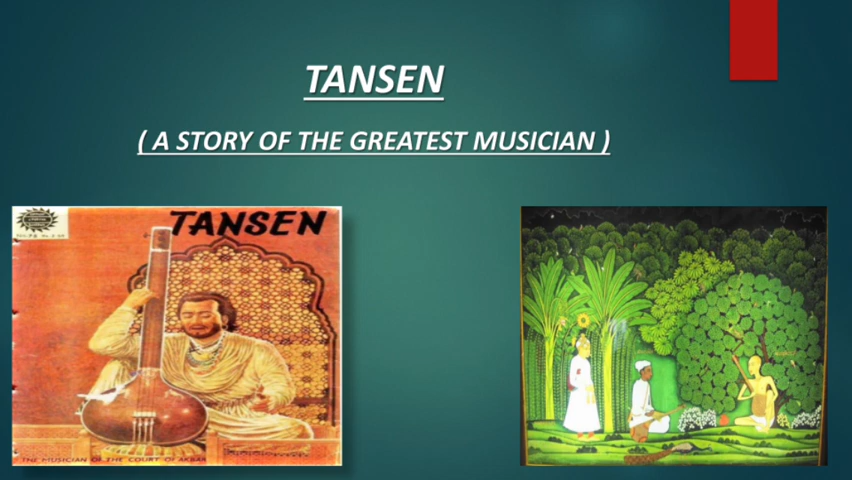 TANSEN
( A STORY OF THE GREATEST MUSICIAN )
TANSEN
THE MUSICIAN OF THE COURT OF AKBAR